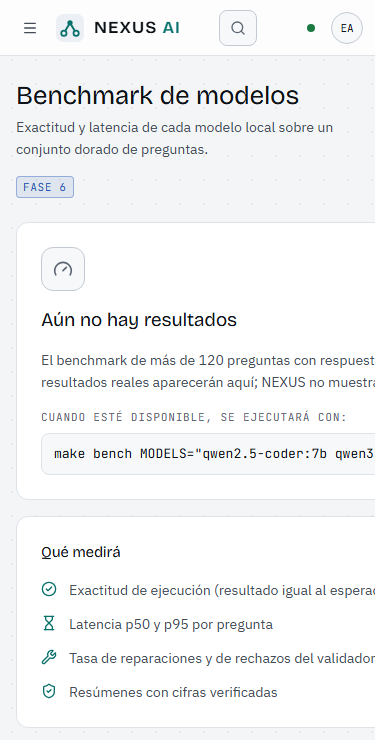 NEXUS AI
EA
Benchmark de modelos
Exactitud y latencia de cada modelo local sobre un
conjunto dorado de preguntas.
FASE 6
Aún no hay resultados
El benchmark de más de 120 preguntas con
resultados reales aparecerán aquí; NEXUS no
CUANDO ESTÉ DISPONIBLE, SE EJECUTARÁ CON:
make bench MODELS="qwen2.5-coder:7b qwen3
Qué medirá
Exactitud de ejecución (resultado igual al
Latencia p50 y p95 por pregunta
Tasa de reparaciones y de rechazos del validador
Resúmenes con cifras verificadas